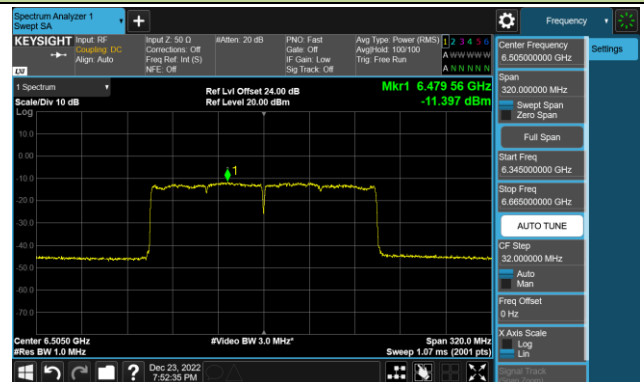 Spectrum Analyzer 1
Swept SA
+
Frequency
KEYSIGHT
Input: RF
Coupling: DC
Align: Auto
Input Z: 50 Ω
Corrections: Off
Freq Ref: Int (S)
NFE: Off
#Atten: 20 dB
PNO: Fast
Gate: Off
IF Gain: Low
Sig Track: Off
Avg Type: Power (RMS)
Avg|Hold: 100/100
Trig: Free Run
1 2 3 4 5 6
A W W W W W
A N N N N N
LXI
1 Spectrum
Scale/Div 10 dB
Log
Ref Lvl Offset 24.00 dB
Ref Level 20.00 dBm
Mkr1 6.479 56 GHz
-11.397 dBm
10.0
0.00
-10.0
-20.0
-30.0
-40.0
-50.0
-60.0
-70.0
1
Center 6.5050 GHz
#Res BW 1.0 MHz
#Video BW 3.0 MHz*
Span 320.0 MHz
Sweep 1.07 ms (2001 pts)
Dec 23, 2022
7:52:35 PM
?
Center Frequency
6.505000000 GHz
Settings
Span
320.000000 MHz
Swept Span
Zero Span
Full Span
Start Freq
6.345000000 GHz
Stop Freq
6.665000000 GHz
AUTO TUNE
CF Step
32.000000 MHz
Auto
Man
Freq Offset
0 Hz
X Axis Scale
Log
Lin
Signal Track